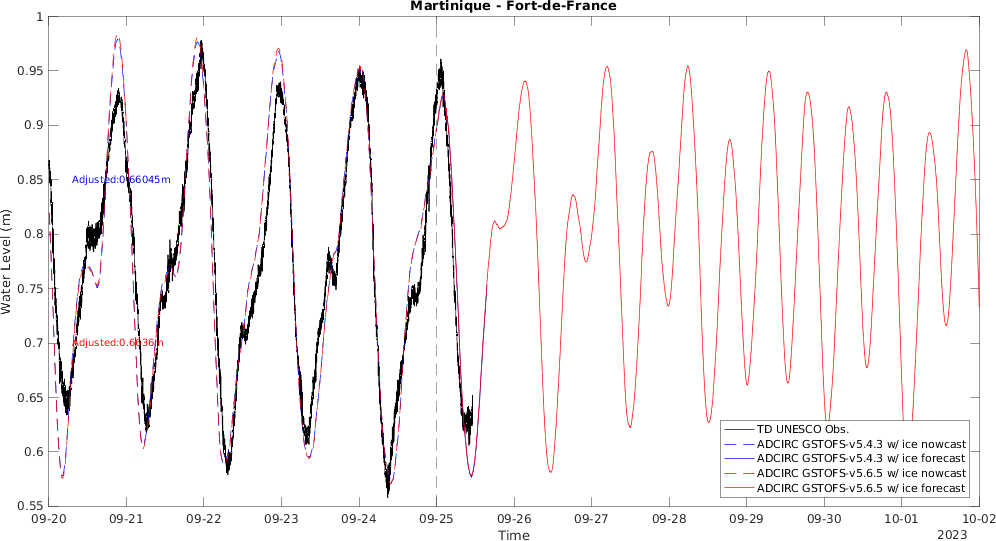 Martinique - Fort-de-France
1
0.95
0.9
0.85
0.8
0.75
0.7
0.65
0.6
0.55
Water Level (m)
Adjusted:0.66045m
Adjusted:0.6636m
TD UNESCO Obs.
ADCIRC GSTOFS-v5.4.3 w/ ice nowcast
ADCIRC GSTOFS-v5.4.3 w/ ice forecast
ADCIRC GSTOFS-v5.6.5 w/ ice nowcast
ADCIRC GSTOFS-v5.6.5 w/ ice forecast
09-20 09-21 09-22 09-23 09-24 09-25 09-26 09-27 09-28 09-29 09-30 10-01 10-02
Time
2023